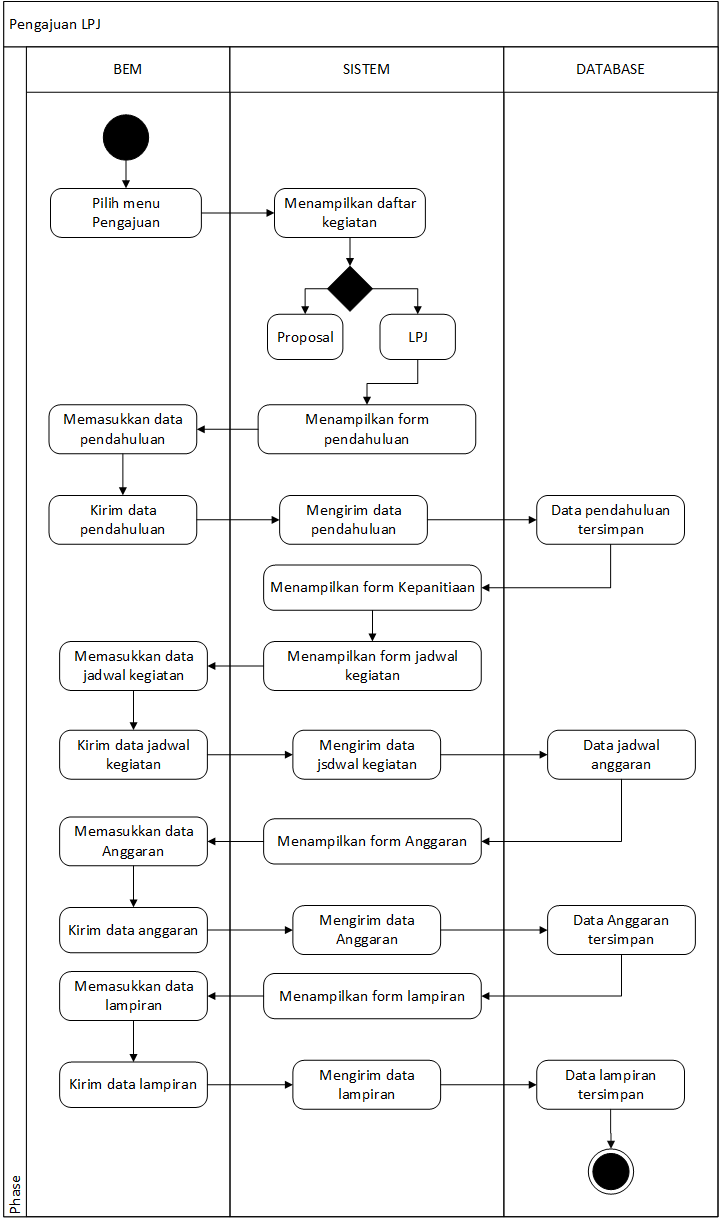 Pengajuan LPJ
BEM
SISTEM
DATABASE
Pilih menu
Pengajuan
Menampilkan daftar
kegiatan
Proposal
LPJ
Memasukkan data
pendahuluan
Menampilkan form
pendahuluan
Kirim data
pendahuluan
Mengirim data
pendahuluan
Data pendahuluan
tersimpan
Menampilkan form Kepanitiaan
Memasukkan data
jadwal kegiatan
Menampilkan form jadwal
kegiatan
Kirim data jadwal
kegiatan
Mengirim data
jsdwal kegiatan
Data jadwal
anggaran
Memasukkan data
Anggaran
Menampilkan form Anggaran
Kirim data anggaran
Mengirim data
Anggaran
Data Anggaran
tersimpan
Memasukkan data
lampiran
Menampilkan form lampiran
Kirim data lampiran
Mengirim data
lampiran
Data lampiran
tersimpan
Phase